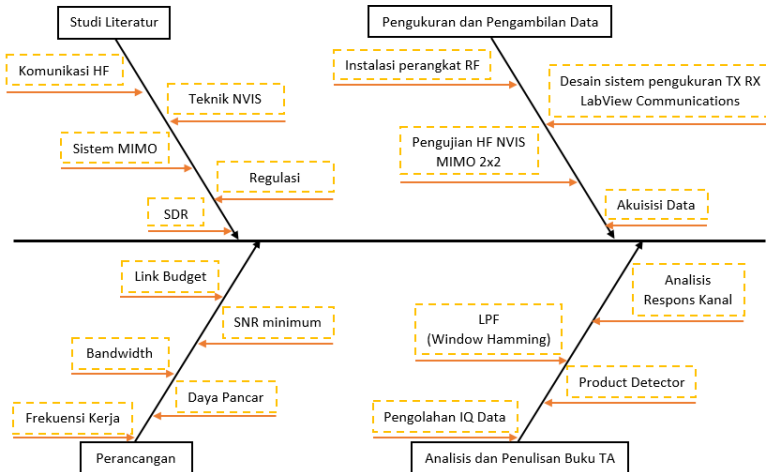 Studi Literatur
Komunikasi HF
Teknik NVIS
Sistem MIMO
Regulasi
SDR
Pengukuran dan Pengambilan Data
Instalasi perangkat RF
Desain sistem pengukuran TX RX
LabView Communications
Pengujian HF NVIS
MIMO 2x2
Akuisisi Data
Link Budget
SNR minimum
Bandwidth
Daya Pancar
Frekuensi Kerja
Perancangan
Analisis
Respons Kanal
LPF
(Window Hamming)
Product Detector
Pengolahan IQ Data
Analisis dan Penulisan Buku TA